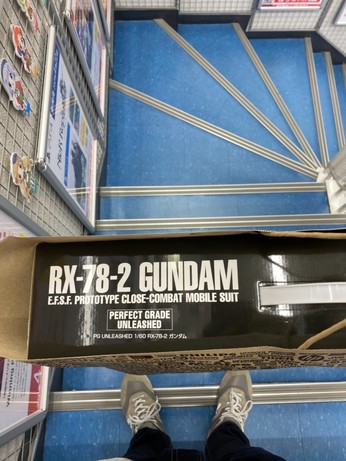 RX-78-2 GUNDAM
E.F.S.F. PROTOTYPE CLOSE-COMBAT MOBILE SUIT
PERFECT GRADE
UNLEASHED
PG UNLEASHED 1/60 RX-78-2 ガンダム